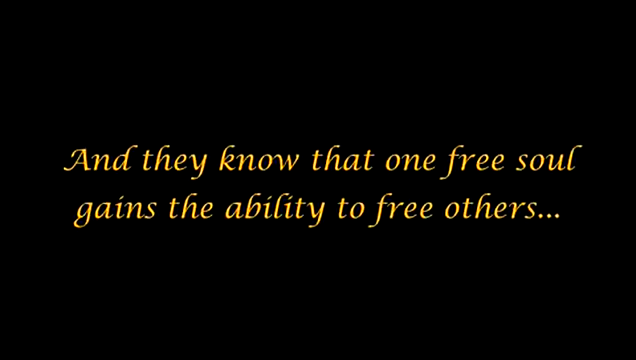 And they know that one free soul
gains the ability to free others...